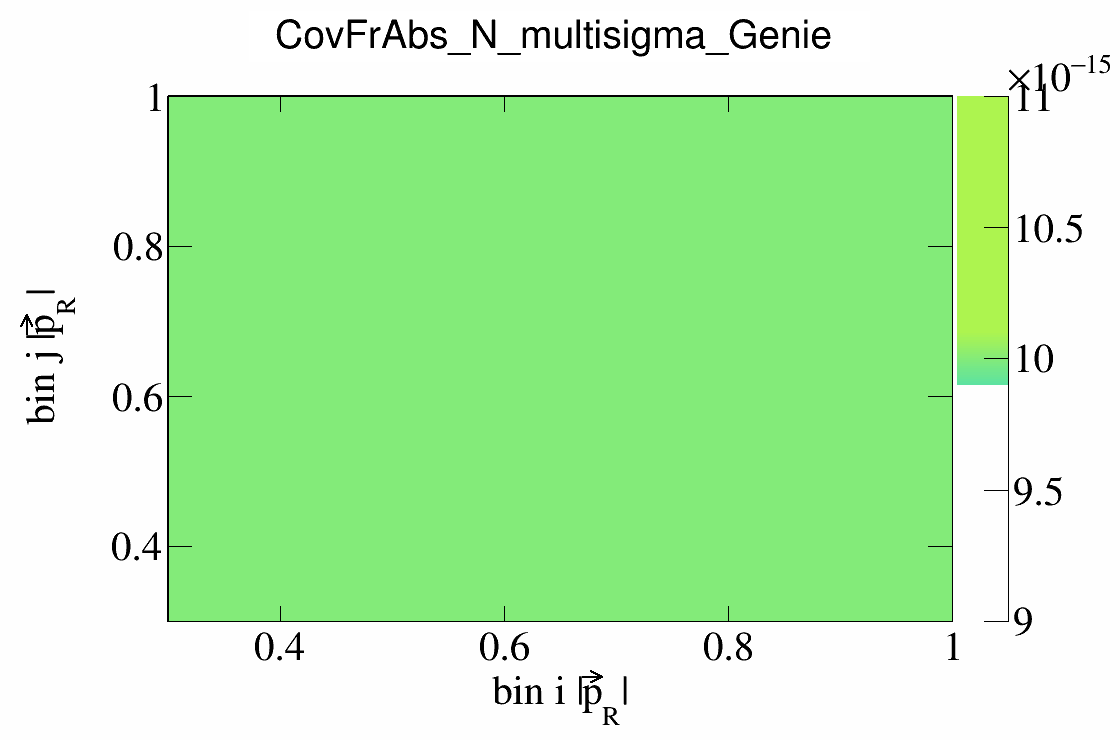 CovFrAbs_N_multisigma_Genie
×10−15
1
0.8
0.6
0.4
11
10.5
10
9.5
9
0.4 0.6 0.8 1
bin j |p⃗R|
bin i |p⃗R|